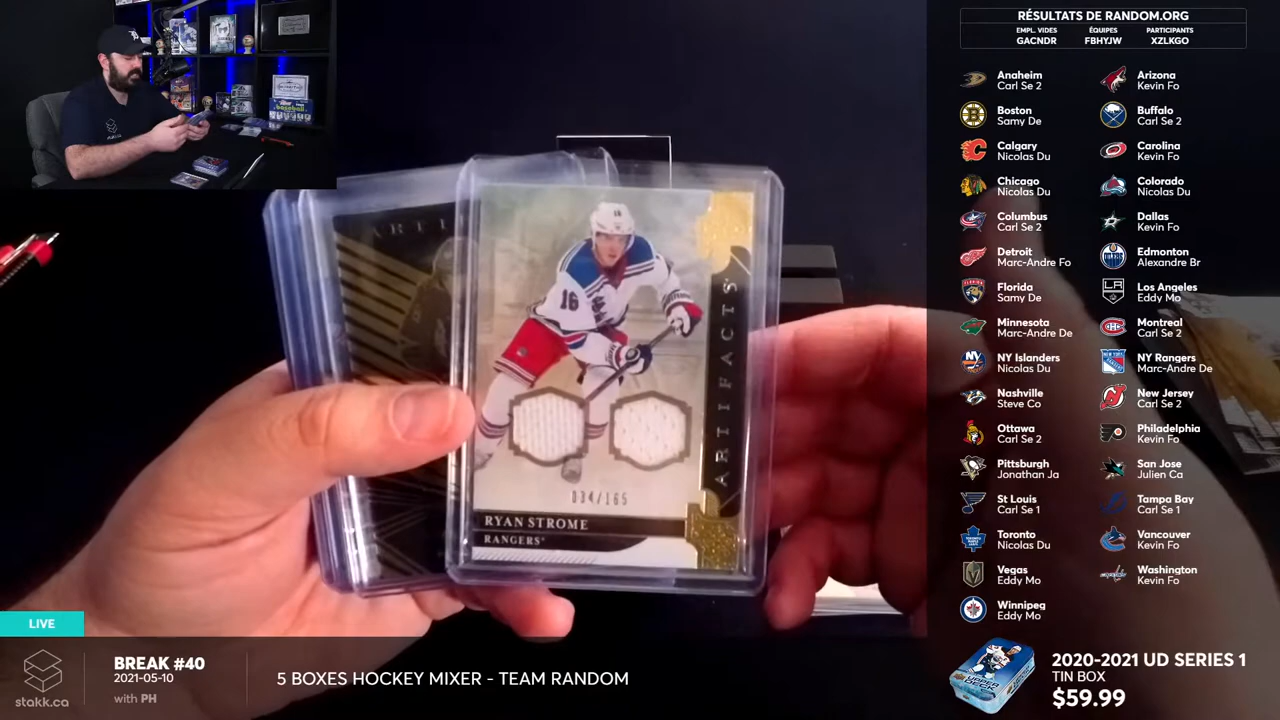 RÉSULTATS DE RANDOM.ORG
EMPL. VIDES ÉQUIPES PARTICIPANTS
GACNDR FBHYJW XZLKGO
Anaheim
Carl Se 2
Arizona
Kevin Fo
Boston
Samy De
Buffalo
Carl Se 2
Calgary
Nicolas Du
Carolina
Kevin Fo
Chicago
Nicolas Du
Colorado
Nicolas Du
Columbus
Carl Se 2
Dallas
Kevin Fo
Detroit
Marc-Andre Fo
Edmonton
Alexandre Br
Florida
Samy De
Los Angeles
Eddy Mo
Minnesota
Marc-Andre De
Montreal
Carl Se 2
NY Islanders
Nicolas Du
NY Rangers
Marc-Andre De
Nashville
Steve Co
New Jersey
Carl Se 2
Ottawa
Carl Se 2
Philadelphia
Kevin Fo
Pittsburgh
Jonathan Ja
San Jose
Julien Ca
St Louis
Carl Se 1
Tampa Bay
Carl Se 1
Toronto
Nicolas Du
Vancouver
Kevin Fo
Vegas
Eddy Mo
Washington
Kevin Fo
Winnipeg
Eddy Mo
ARTI
16
16
ARTIFACTS
034/165
RYAN STROME
RANGERS
LIVE
stakk.ca
BREAK #40
2021-05-10
with PH
5 BOXES HOCKEY MIXER - TEAM RANDOM
2020-2021 UD SERIES 1
TIN BOX
$59.99